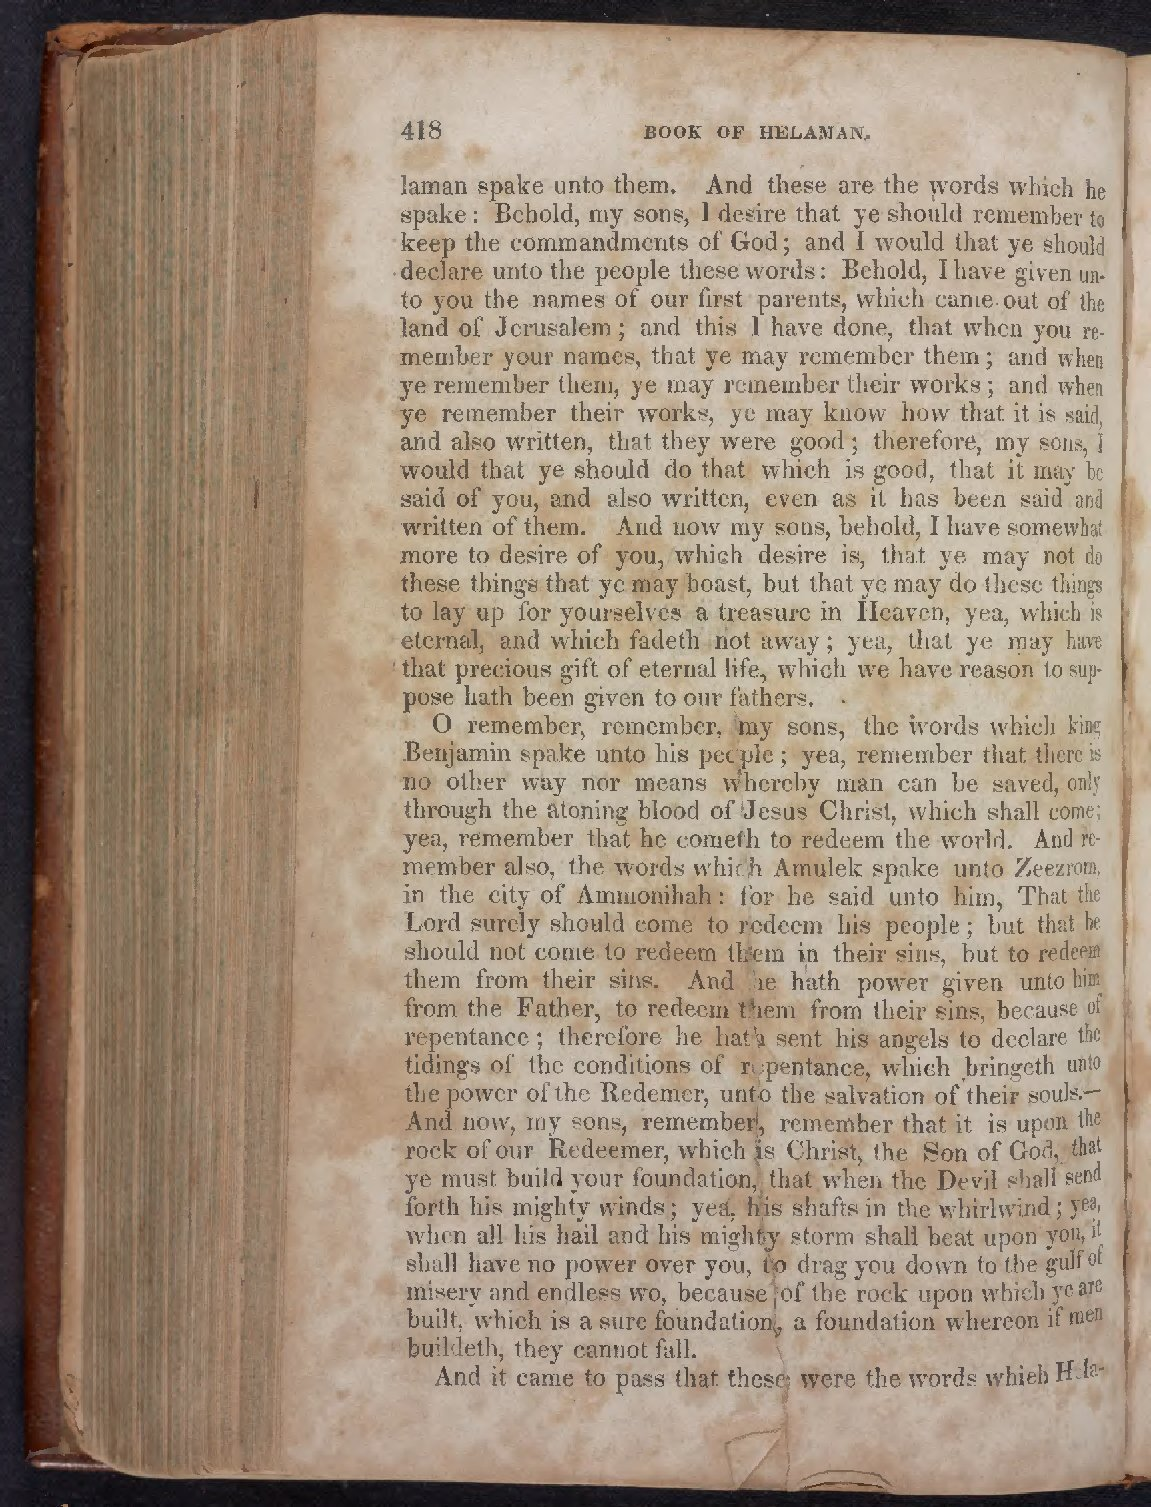 418 BOOK OF HELAMAN.
laman spake unto them. And these are the words which he
spake: Behold, my sons, I desire that ye should remember to
keep the commandments of God; and I would that ye should
declare unto the people these words: Behold, I have given un-
to you the names of our first parents, which came out of the
land of Jerusalem; and this I have done, that when you re-
member your names, that ye may remember them; and when
ye remember them, ye may remember their works; and when
ye remember their works, ye may know how that it is said,
and also written, that they were good; therefore, my sons, I
would that ye should do that which is good, that it may be
said of you, and also written, even as it has been said and
written of them. And now my sons, behold, I have somewhat
more to desire of you, which desire is, that ye may not do
these things that ye may boast, but that ye may do these things
to lay up for yourselves a treasure in Heaven, yea, which is
eternal, and which fadeth not away; yea, that ye may have
that precious gift of eternal life, which we have reason to sup-
pose hath been given to our fathers.
O remember, remember, my sons, the words which king
Benjamin spake unto his people; yea, remember that there is
no other way nor means whereby man can be saved, only
through the atoning blood of Jesus Christ, which shall come;
yea, remember that he cometh to redeem the world. And re-
member also, the words which Amulek spake unto Zeezrom,
in the city of Ammonihah: for he said unto him, That the
Lord surely should come to redeem his people; but that he
should not come to redeem them in their sins, but to redeem
them from their sins. And he hath power given unto him
from the Father, to redeem them from their sins, because of
repentance; therefore he hath sent his angels to declare the
tidings of the conditions of repentance, which bringeth unto
the power of the Redemer, unto the salvation of their souls.—
And now, my sons, remember, remember that it is upon the
rock of our Redeemer, which is Christ, the Son of God, that
ye must build your foundation, that when the Devil shall send
forth his mighty winds; yea, his shafts in the whirlwind; yea,
when all his hail and his mighty storm shall beat upon you, it
shall have no power over you, to drag you down to the gulf of
misery and endless wo, because of the rock upon which ye are
built, which is a sure foundation, a foundation whereon if men
buildeth, they cannot fall.
And it came to pass that these were the words which Hela-